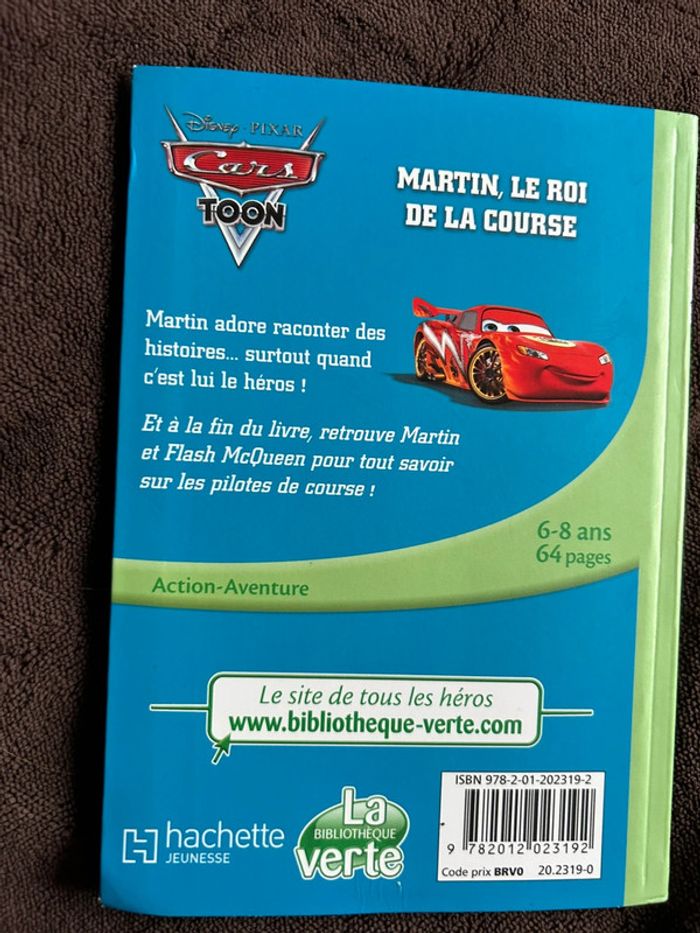 Disney · PIXAR
Cars
TOON
MARTIN, LE ROI
DE LA COURSE
Martin adore raconter des
histoires... surtout quand
c'est lui le héros !
Et à la fin du livre, retrouve Martin
et Flash McQueen pour tout savoir
sur les pilotes de course !
6-8 ans
64 pages
Action-Aventure
Le site de tous les héros
www.bibliotheque-verte.com
hachette
JEUNESSE
La
BIBLIOTHÈQUE
verte
ISBN 978-2-01-202319-2
9 782012 023192
Code prix BRV0 20.2319-0